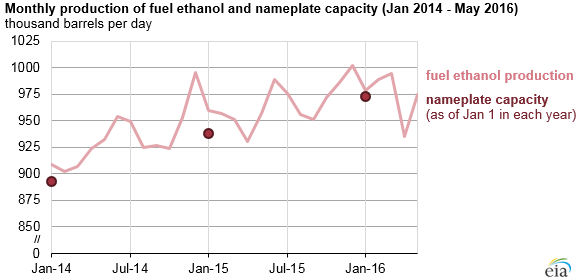 Monthly production of fuel ethanol and nameplate capacity (Jan 2014 - May 2016)
thousand barrels per day
1025
1000
975
950
925
900
875
850
//
0
Jan-14 Jul-14 Jan-15 Jul-15 Jan-16
fuel ethanol production
nameplate capacity
(as of Jan 1 in each year)
eia